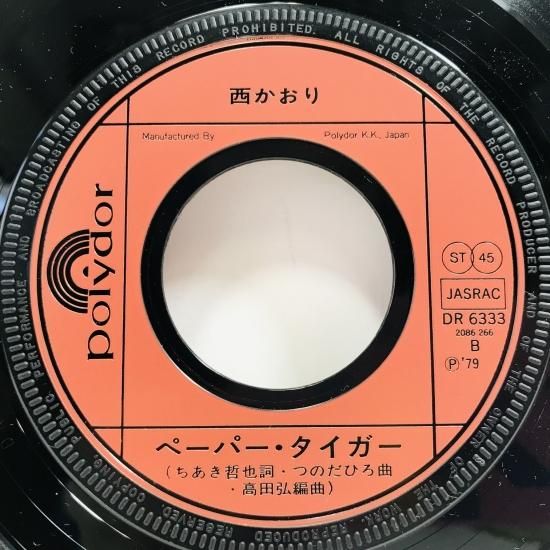 西かおり
Manufactured By
Polydor K.K., Japan
polydor
ST 45
JASRAC
DR 6333
2086 266
B
Ⓟ'79
ペーパー・タイガー
(ちあき哲也詞・つのだひろ曲
・高田弘編曲)
ALL RIGHTS OF THE RECORD PRODUCER AND OF THE OWNER OF THE WORK REPRODUCED RESERVED. COPYING PUBLIC PERFORMANCE AND BROADCASTING OF THIS RECORD PROHIBITED.